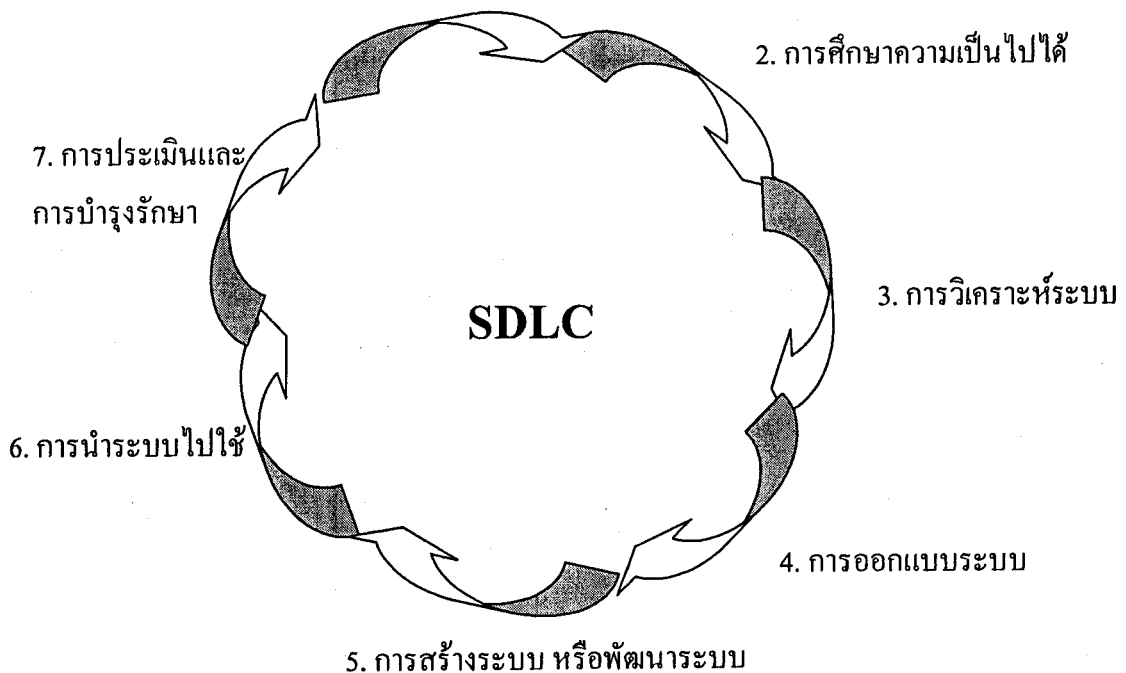 2. การศึกษาความเป็นไปได้
7. การประเมินและ
การบำรุงรักษา
3. การวิเคราะห์ระบบ
SDLC
6. การนำระบบไปใช้
4. การออกแบบระบบ
5. การสร้างระบบ หรือพัฒนาระบบ